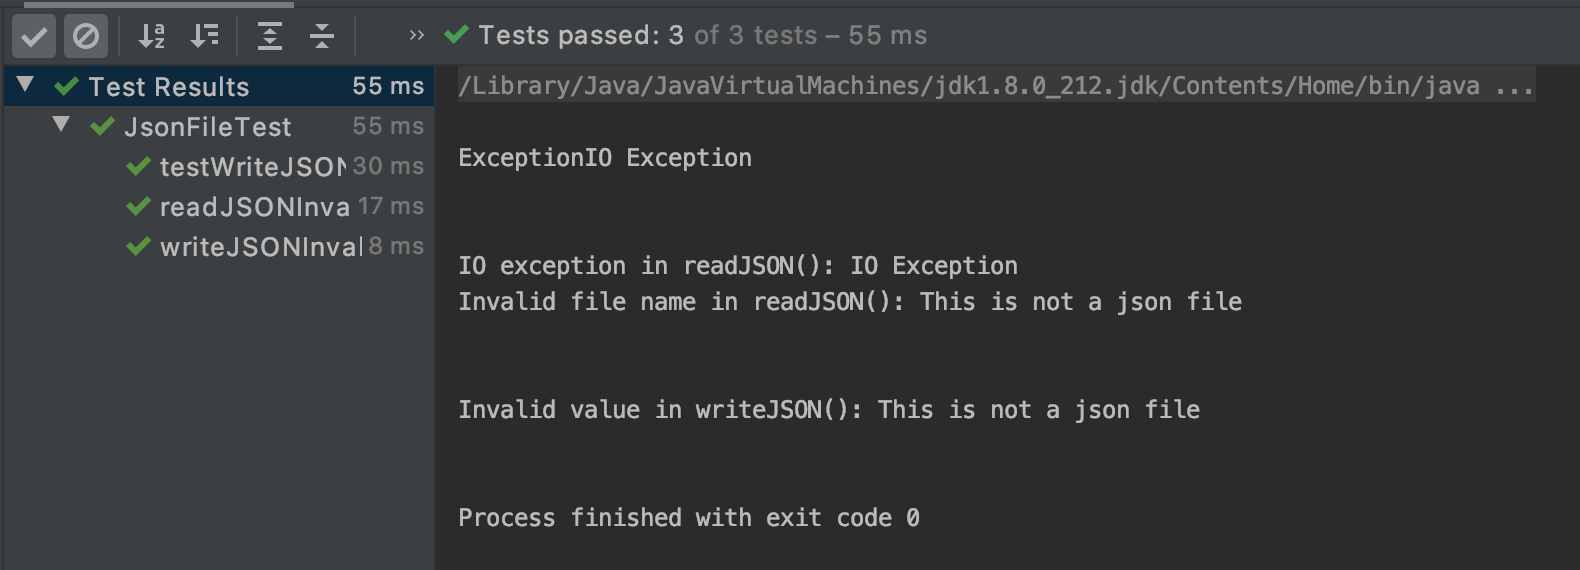 Tests passed: 3 of 3 tests – 55 ms
Test Results 55 ms
JsonFileTest 55 ms
testWriteJSON 30 ms
readJSONInva 17 ms
writeJSONInval 8 ms
/Library/Java/JavaVirtualMachines/jdk1.8.0_212.jdk/Contents/Home/bin/java ...
ExceptionIO Exception
IO exception in readJSON(): IO Exception
Invalid file name in readJSON(): This is not a json file
Invalid value in writeJSON(): This is not a json file
Process finished with exit code 0